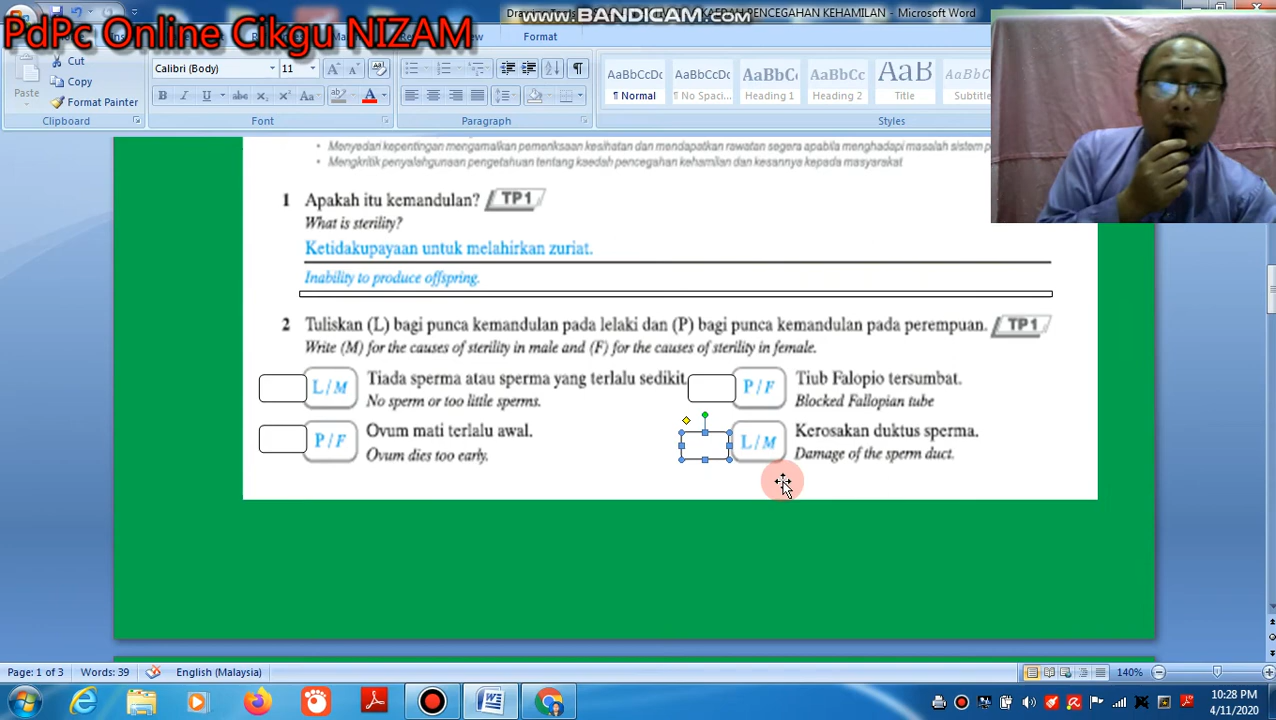 PENCEGAHAN KEHAMILAN - Microsoft Word
www.BANDICAM.com
PdPc Online Cikgu NIZAM
Format
Cut
Calibri (Body) 11
AaBbCcDc AaBbCcDc AaBbC AaBbCc AaB AaBbCc
Paste
Copy
Format Painter
¶ Normal ¶ No Spaci... Heading 1 Heading 2 Title Subtitle
Clipboard Font Paragraph Styles
• Menyedari kepentingan mengamalkan pemeriksaan kesihatan dan mendapatkan rawatan segera apabila menghadapi masalah sistem
• Mengkritik penyalahgunaan pengetahuan tentang kaedah pencegahan kehamilan dan kesannya kepada masyarakat
1 Apakah itu kemandulan? TP1
What is sterility?
Ketidakupayaan untuk melahirkan zuriat.
Inability to produce offspring.
2 Tuliskan (L) bagi punca kemandulan pada lelaki dan (P) bagi punca kemandulan pada perempuan. TP1
Write (M) for the causes of sterility in male and (F) for the causes of sterility in female.
L / M Tiada sperma atau sperma yang terlalu sedikit. P / F Tiub Falopio tersumbat.
No sperm or too little sperms. Blocked Fallopian tube
P / F Ovum mati terlalu awal. L / M Kerosakan duktus sperma.
Ovum dies too early. Damage of the sperm duct.
Page: 1 of 3 Words: 39 English (Malaysia) 140%
10:28 PM
4/11/2020